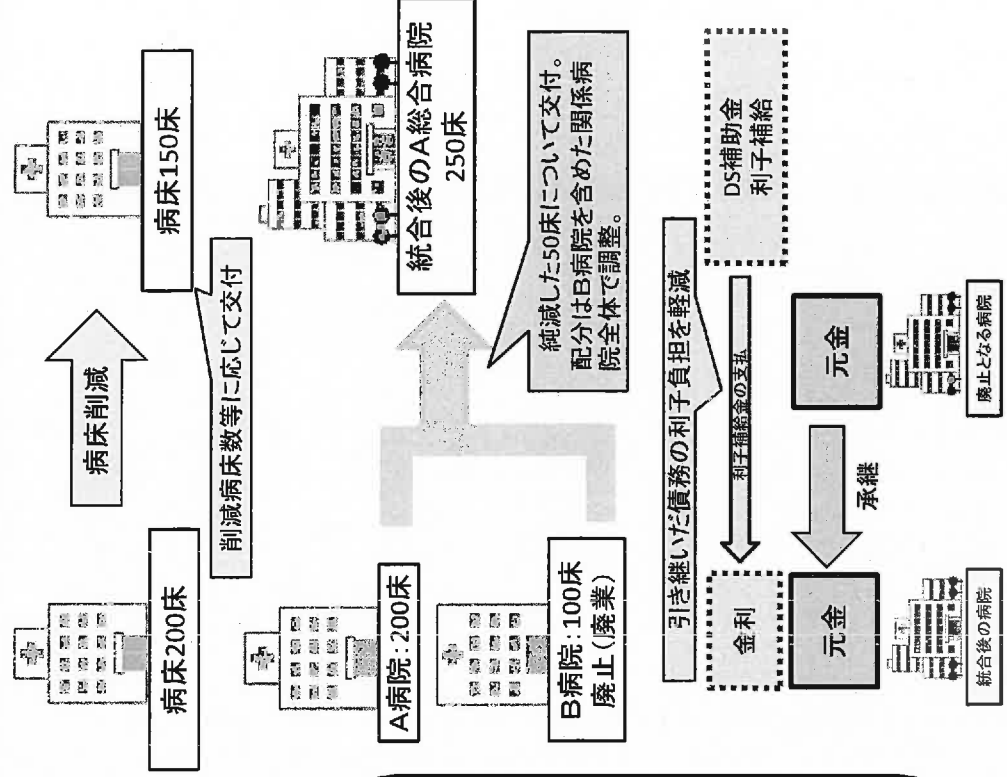 病床200床
病床削減
病床150床
削減病床数等に応じて交付
A病院:200床
B病院:100床
廃止(廃業)
統合後のA総合病院
250床
純減した50床について交付。
配分はB病院を含めた関係病
院全体で調整。
引き継いだ債務の利子負担を軽減
金利
利子補給金の支払
DS補助金
利子補給
元金
承継
元金
統合後の病院
廃止となる病院